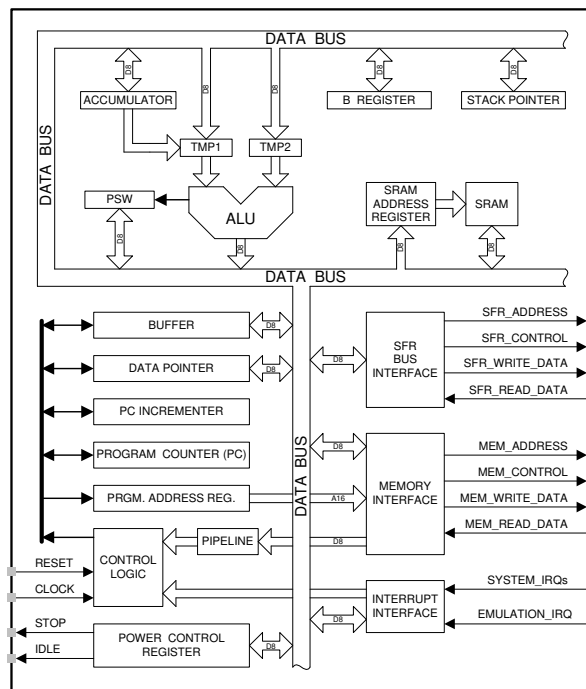 DATA BUS
D8
D8
D8
D8
D8
ACCUMULATOR
B REGISTER
STACK POINTER
DATA BUS
TMP1
TMP2
PSW
ALU
SRAM
ADDRESS
REGISTER
SRAM
D8
D8
D8
D8
DATA BUS
BUFFER
D8
DATA POINTER
D8
PC INCREMENTER
PROGRAM COUNTER (PC)
PRGM. ADDRESS REG.
A16
DATA BUS
D8
SFR
BUS
INTERFACE
SFR_ADDRESS
SFR_CONTROL
SFR_WRITE_DATA
SFR_READ_DATA
D8
MEMORY
INTERFACE
MEM_ADDRESS
MEM_CONTROL
MEM_WRITE_DATA
MEM_READ_DATA
CONTROL
LOGIC
PIPELINE
D8
RESET
CLOCK
INTERRUPT
INTERFACE
SYSTEM_IRQs
EMULATION_IRQ
D8
STOP
IDLE
POWER CONTROL
REGISTER
D8